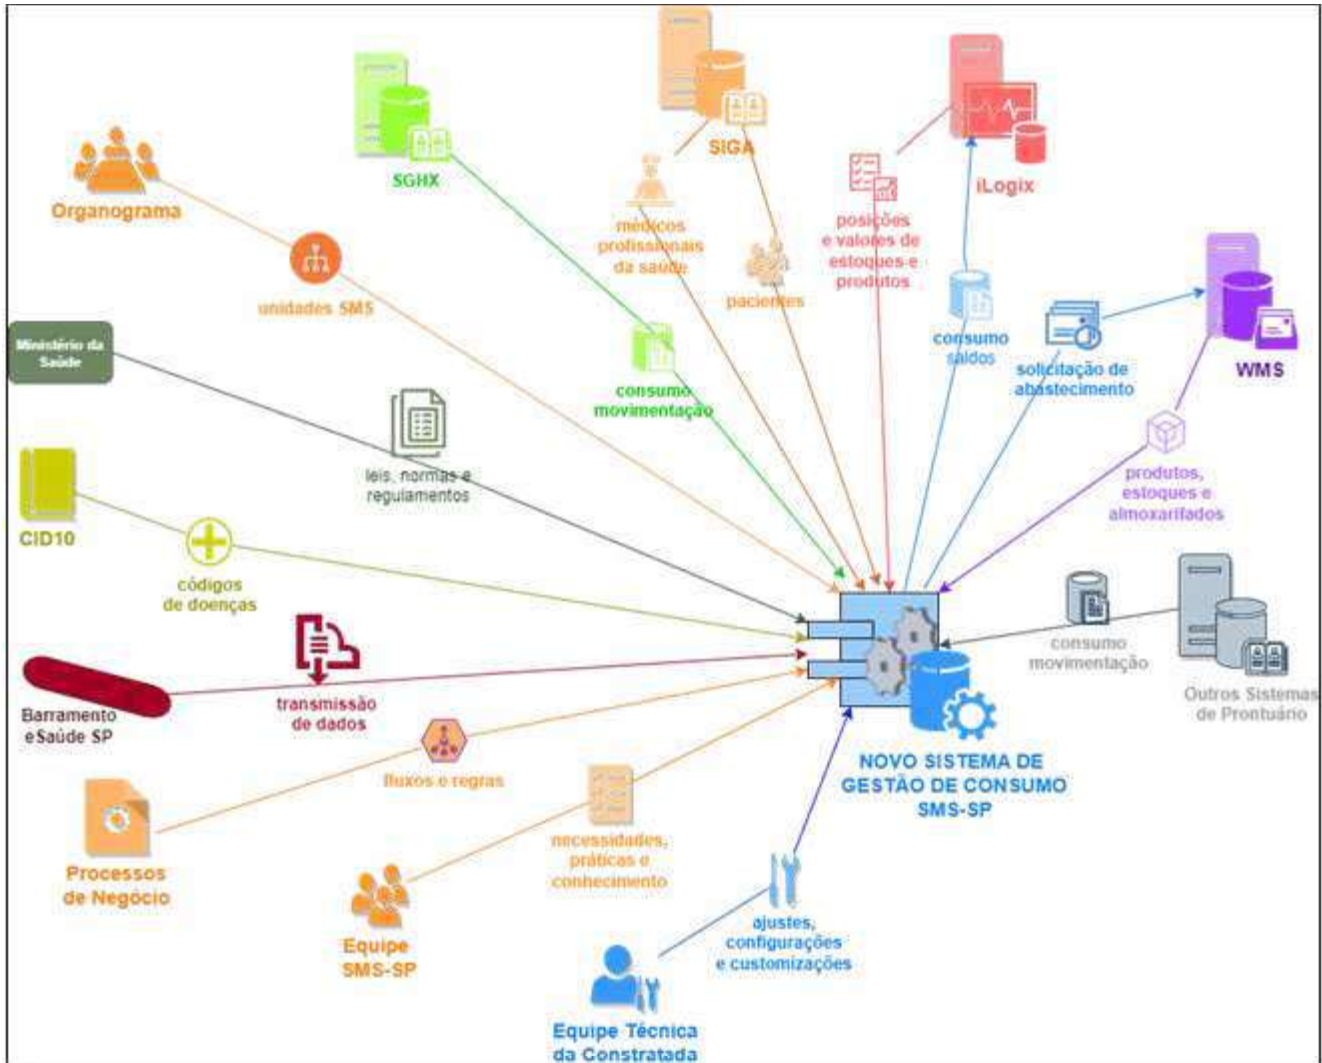 SIGA
SGHX
iLogix
Organograma
médicos
profissionais
da saúde
posições
e valores de
estoques e
produtos
pacientes
unidades SMS
consumo
saldos
solicitação de
abastecimento
WMS
Ministério da
Saúde
consumo
movimentação
leis, normas e
regulamentos
produtos,
estoques e
almoxarifados
CID10
códigos
de doenças
consumo
movimentação
Outros Sistemas
de Prontuário
Barramento
eSaúde SP
transmissão
de dados
fluxos e regras
NOVO SISTEMA DE
GESTÃO DE CONSUMO
SMS-SP
Processos
de Negócio
necessidades,
práticas e
conhecimento
Equipe
SMS-SP
ajustes,
configurações
e customizações
Equipe Técnica
da Constratada